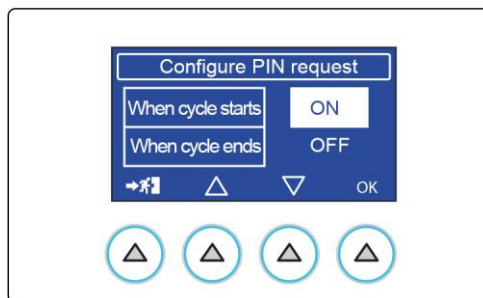 Configure PIN request
When cycle starts ON
When cycle ends OFF
OK